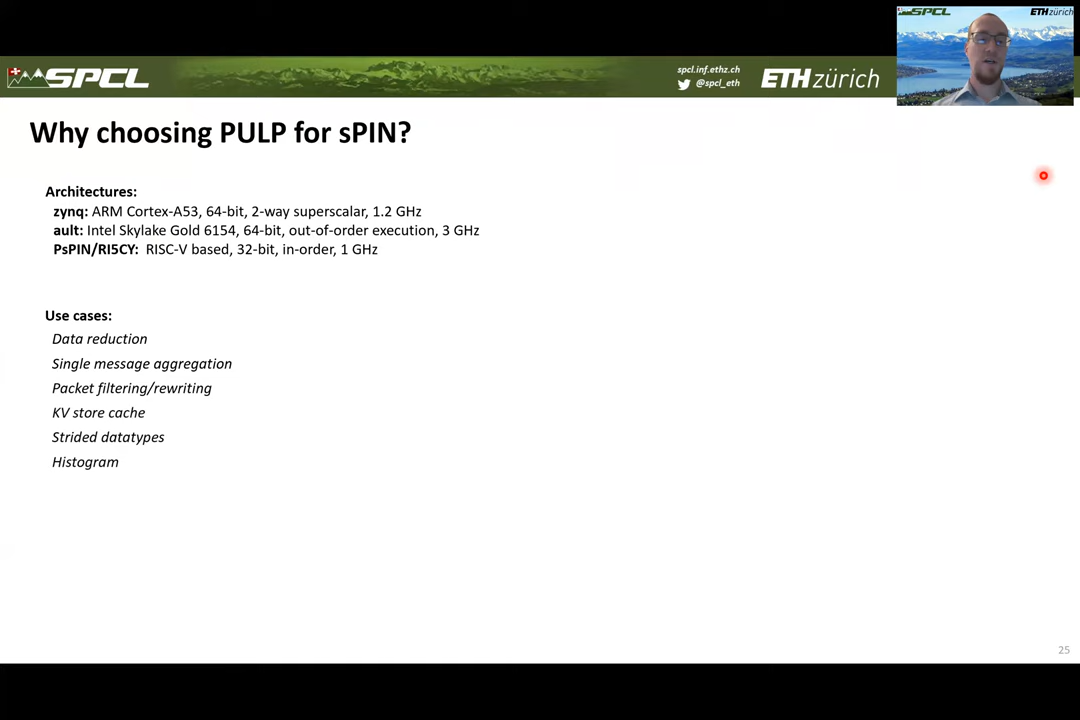 SPCL
spcl.inf.ethz.ch
@spcl_eth
ETH zürich
SPCL
ETH zürich
Why choosing PULP for sPIN?
Architectures:
zynq: ARM Cortex-A53, 64-bit, 2-way superscalar, 1.2 GHz
ault: Intel Skylake Gold 6154, 64-bit, out-of-order execution, 3 GHz
PsPIN/RI5CY: RISC-V based, 32-bit, in-order, 1 GHz
Use cases:
Data reduction
Single message aggregation
Packet filtering/rewriting
KV store cache
Strided datatypes
Histogram
25